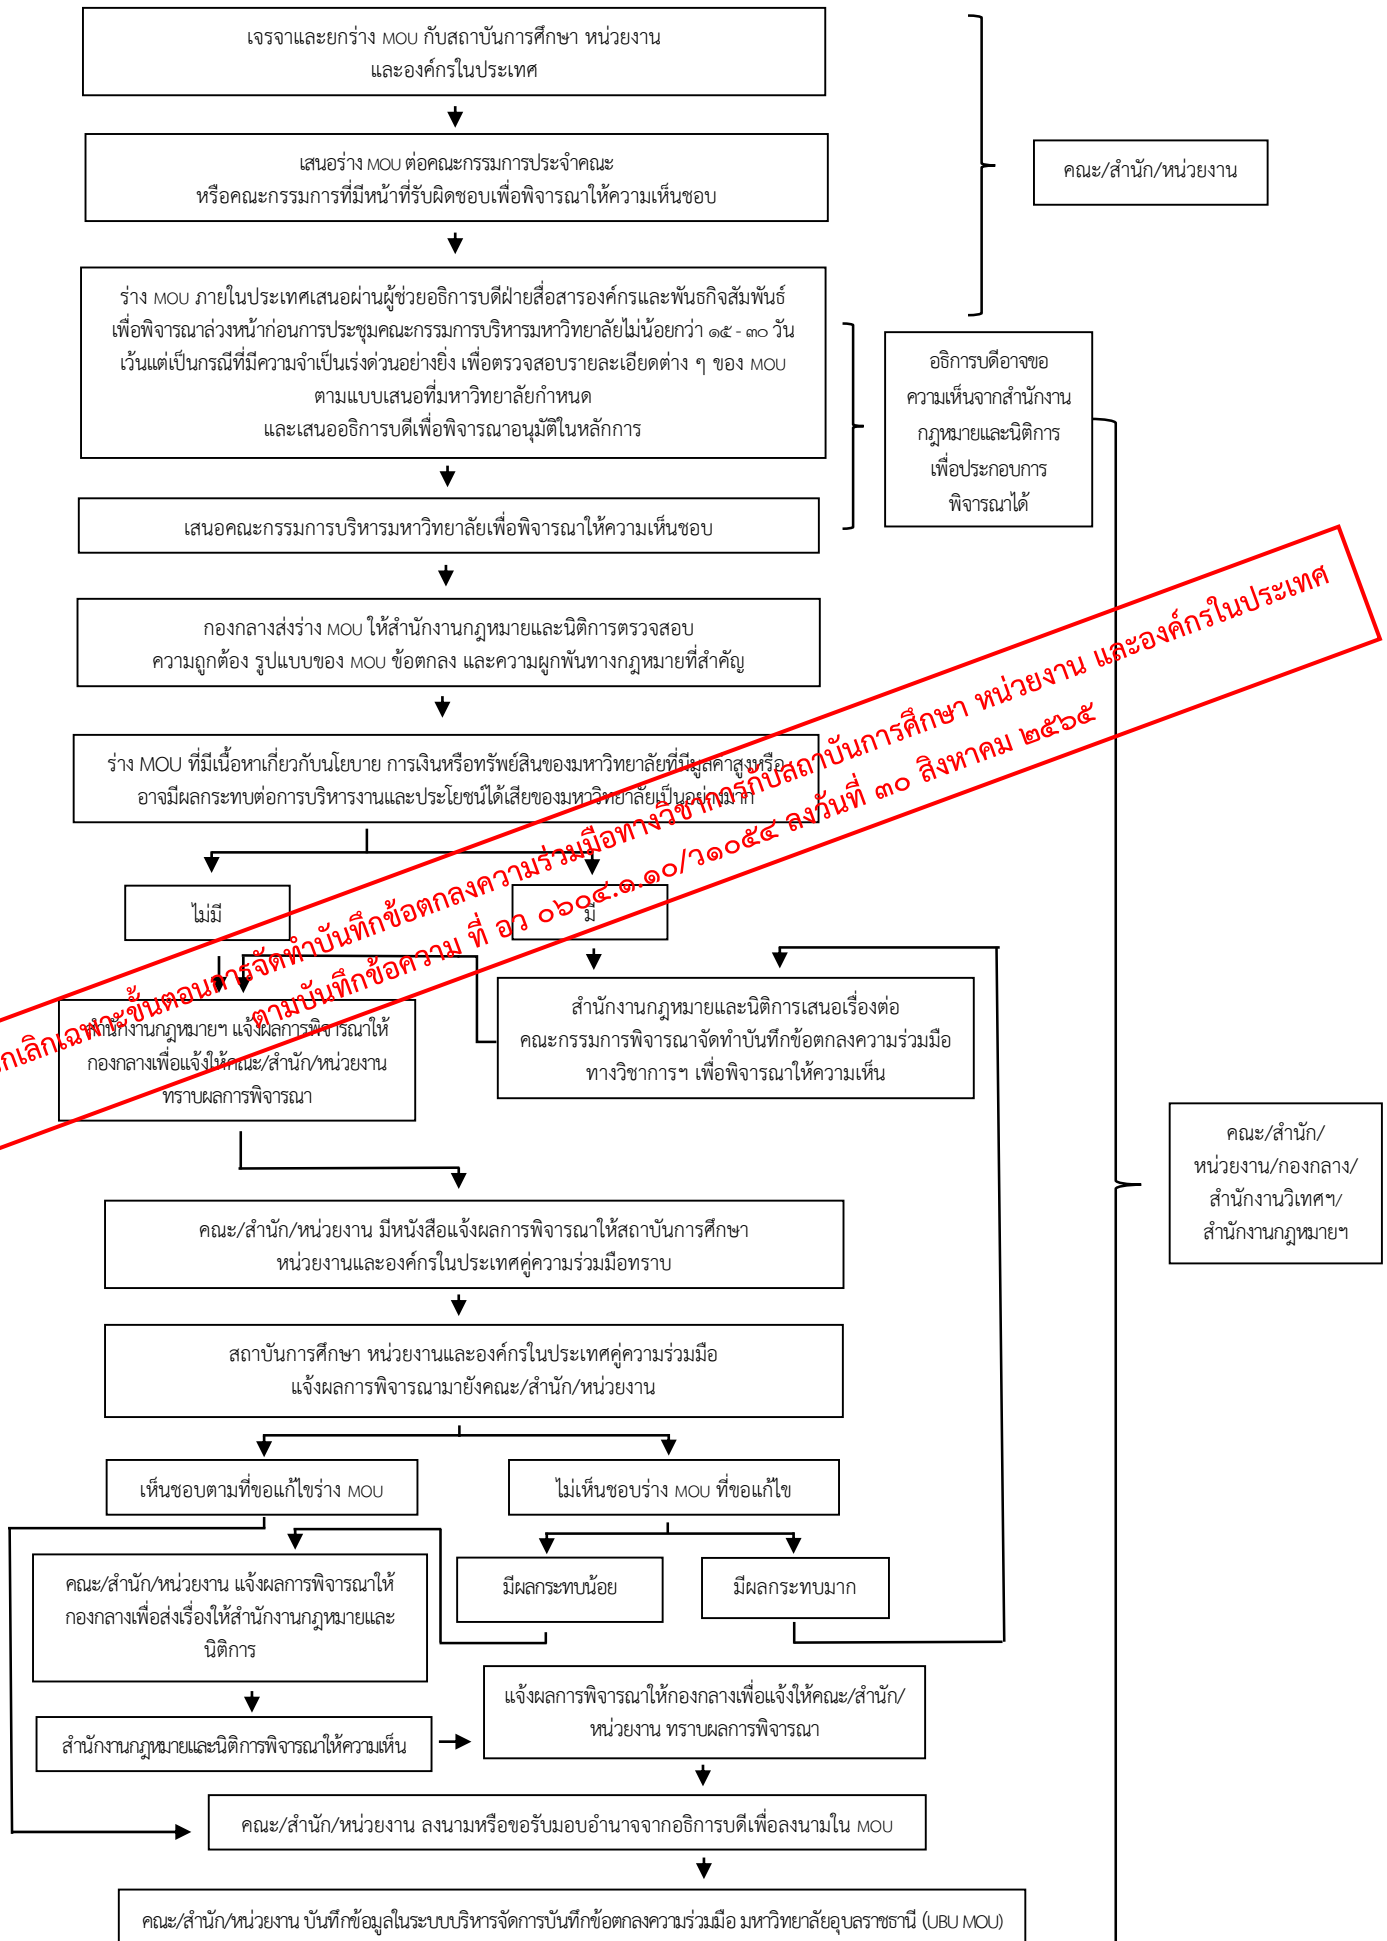 เจรจาและยกร่าง MOU กับสถาบันการศึกษา หน่วยงาน
และองค์กรในประเทศ
เสนอร่าง MOU ต่อคณะกรรมการประจำคณะ
หรือคณะกรรมการที่มีหน้าที่รับผิดชอบเพื่อพิจารณาให้ความเห็นชอบ
คณะ/สำนัก/หน่วยงาน
ร่าง MOU ภายในประเทศเสนอผ่านผู้ช่วยอธิการบดีฝ่ายสื่อสารองค์กรและพันธกิจสัมพันธ์
เพื่อพิจารณาล่วงหน้าก่อนการประชุมคณะกรรมการบริหารมหาวิทยาลัยไม่น้อยกว่า ๑๕ - ๓๐ วัน
เว้นแต่เป็นกรณีที่มีความจำเป็นเร่งด่วนอย่างยิ่ง เพื่อตรวจสอบรายละเอียดต่าง ๆ ของ MOU
ตามแบบเสนอที่มหาวิทยาลัยกำหนด
และเสนออธิการบดีเพื่อพิจารณาอนุมัติในหลักการ
อธิการบดีอาจขอ
ความเห็นจากสำนักงาน
กฎหมายและนิติการ
เพื่อประกอบการ
พิจารณาได้
เสนอคณะกรรมการบริหารมหาวิทยาลัยเพื่อพิจารณาให้ความเห็นชอบ
กองกลางส่งร่าง MOU ให้สำนักงานกฎหมายและนิติการตรวจสอบ
ความถูกต้อง รูปแบบของ MOU ข้อตกลง และความผูกพันทางกฎหมายที่สำคัญ
ร่าง MOU ที่มีเนื้อหาเกี่ยวกับนโยบาย การเงินหรือทรัพย์สินของมหาวิทยาลัยที่มีมูลค่าสูงหรือ
อาจมีผลกระทบต่อการบริหารงานและประโยชน์ได้เสียของมหาวิทยาลัยเป็นอย่างมาก
กเลิกเฉพาะขั้นตอนการจัดทำบันทึกข้อตกลงความร่วมมือทางวิชาการกับสถาบันการศึกษา หน่วยงาน และองค์กรในประเทศ
ตามบันทึกข้อความ ที่ อว ๐๖๐๔.๑.๑๐/ว๑๐๕๔ ลงวันที่ ๓๐ สิงหาคม ๒๕๖๕
ไม่มี
มี
สำนักงานกฎหมายฯ แจ้งผลการพิจารณาให้
กองกลางเพื่อแจ้งให้คณะ/สำนัก/หน่วยงาน
ทราบผลการพิจารณา
สำนักงานกฎหมายและนิติการเสนอเรื่องต่อ
คณะกรรมการพิจารณาจัดทำบันทึกข้อตกลงความร่วมมือ
ทางวิชาการฯ เพื่อพิจารณาให้ความเห็น
คณะ/สำนัก/
หน่วยงาน/กองกลาง/
สำนักงานวิเทศฯ/
สำนักงานกฎหมายฯ
คณะ/สำนัก/หน่วยงาน มีหนังสือแจ้งผลการพิจารณาให้สถาบันการศึกษา
หน่วยงานและองค์กรในประเทศคู่ความร่วมมือทราบ
สถาบันการศึกษา หน่วยงานและองค์กรในประเทศคู่ความร่วมมือ
แจ้งผลการพิจารณามายังคณะ/สำนัก/หน่วยงาน
เห็นชอบตามที่ขอแก้ไขร่าง MOU
ไม่เห็นชอบร่าง MOU ที่ขอแก้ไข
มีผลกระทบน้อย
มีผลกระทบมาก
คณะ/สำนัก/หน่วยงาน แจ้งผลการพิจารณาให้
กองกลางเพื่อส่งเรื่องให้สำนักงานกฎหมายและ
นิติการ
แจ้งผลการพิจารณาให้กองกลางเพื่อแจ้งให้คณะ/สำนัก/
หน่วยงาน ทราบผลการพิจารณา
สำนักงานกฎหมายและนิติการพิจารณาให้ความเห็น
คณะ/สำนัก/หน่วยงาน ลงนามหรือขอรับมอบอำนาจจากอธิการบดีเพื่อลงนามใน MOU
คณะ/สำนัก/หน่วยงาน บันทึกข้อมูลในระบบบริหารจัดการบันทึกข้อตกลงความร่วมมือ มหาวิทยาลัยอุบลราชธานี (UBU MOU)